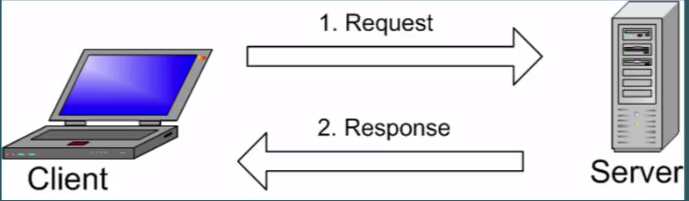 1. Request
2. Response
Client
Server